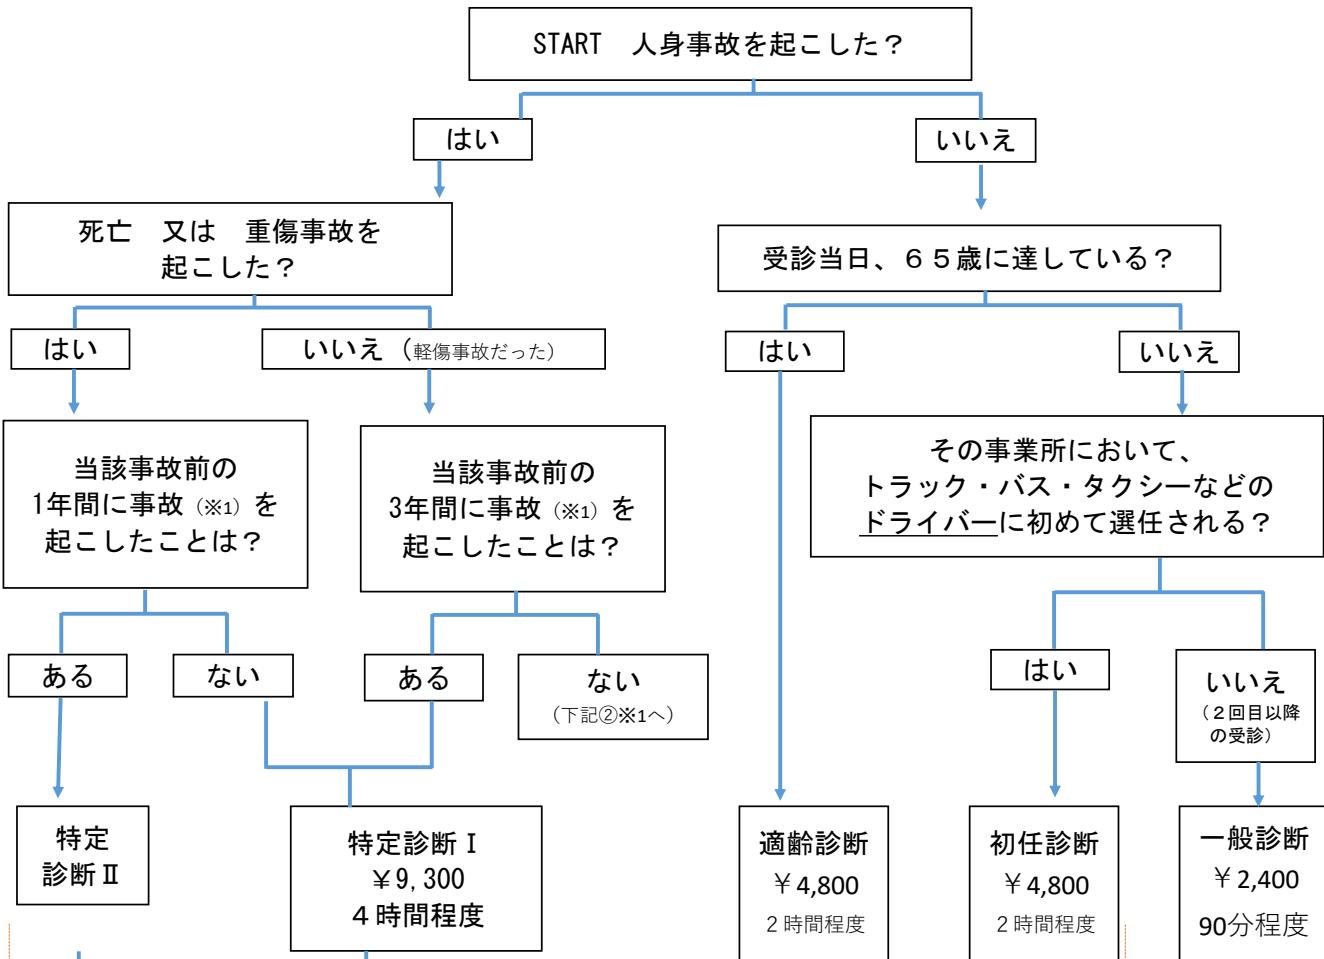 START 人身事故を起こした？
はい
いいえ
死亡 又は 重傷事故を
起こした？
受診当日、６５歳に達している？
はい
いいえ（軽傷事故だった）
はい
いいえ
当該事故前の
1年間に事故（※1）を
起こしたことは？
当該事故前の
3年間に事故（※1）を
起こしたことは？
その事業所において、
トラック・バス・タクシーなどの
ドライバーに初めて選任される？
ある
ない
ある
ない
（下記②※1へ）
はい
いいえ
（２回目以降
の受診）
特定
診断Ⅱ
特定診断Ⅰ
￥9,300
４時間程度
適齢診断
￥4,800
２時間程度
初任診断
￥4,800
２時間程度
一般診断
￥2,400
90分程度